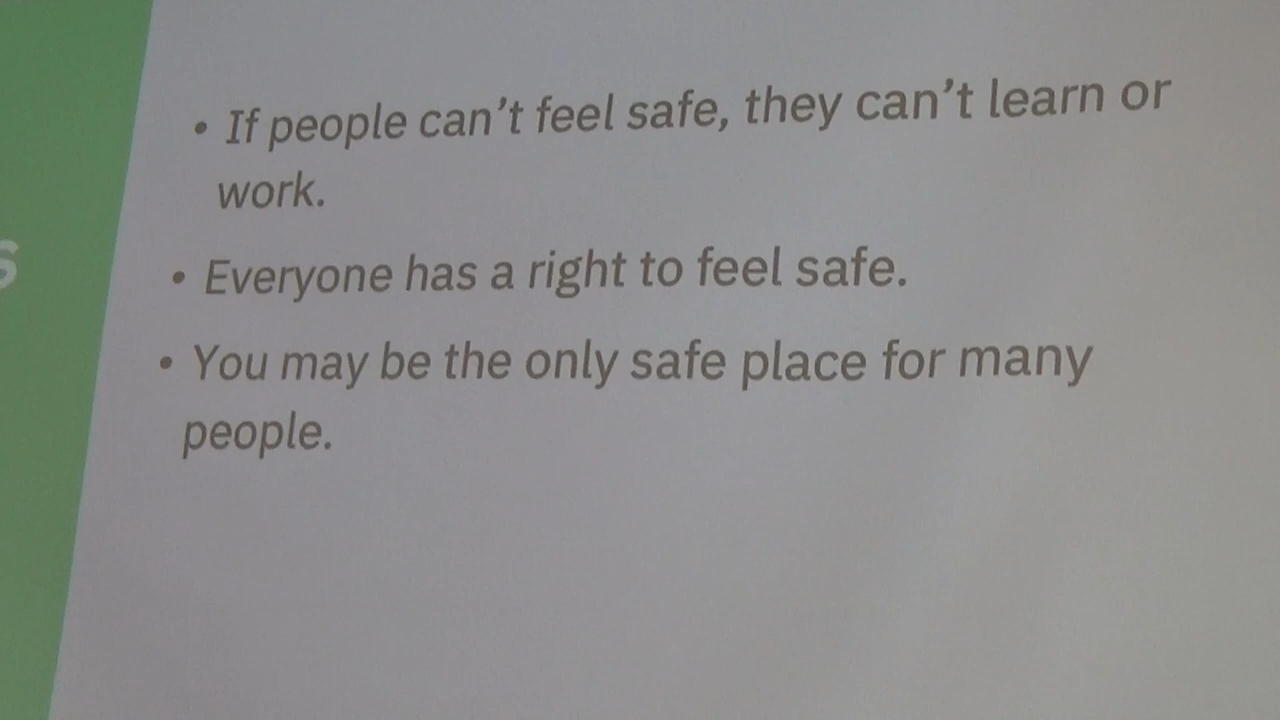 • If people can’t feel safe, they can’t learn or
work.
• Everyone has a right to feel safe.
• You may be the only safe place for many
people.